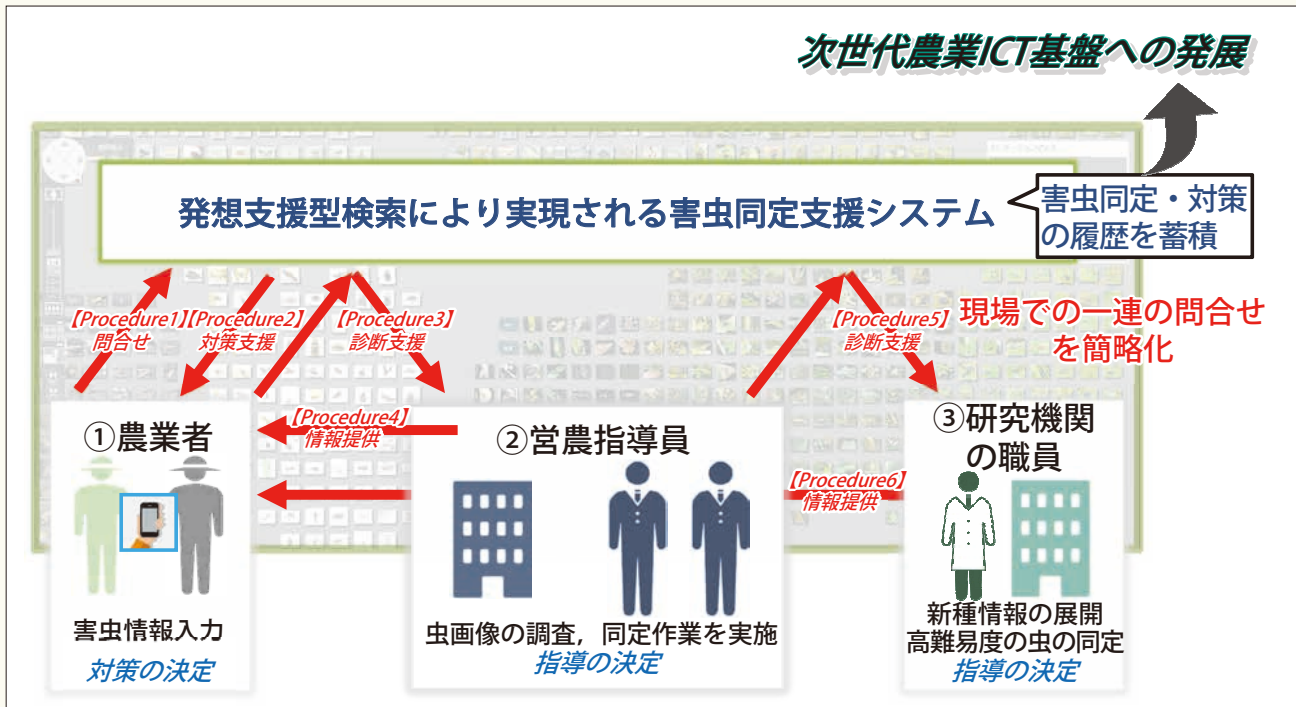 次世代農業ICT基盤への発展
発想支援型検索により実現される害虫同定支援システム
害虫同定・対策
の履歴を蓄積
【Procedure1】
問合せ
【Procedure2】
対策支援
【Procedure3】
診断支援
【Procedure5】
診断支援
現場での一連の問合せ
を簡略化
【Procedure4】
情報提供
【Procedure6】
情報提供
①農業者
害虫情報入力
対策の決定
②営農指導員
虫画像の調査，同定作業を実施
指導の決定
③研究機関
の職員
新種情報の展開
高難易度の虫の同定
指導の決定